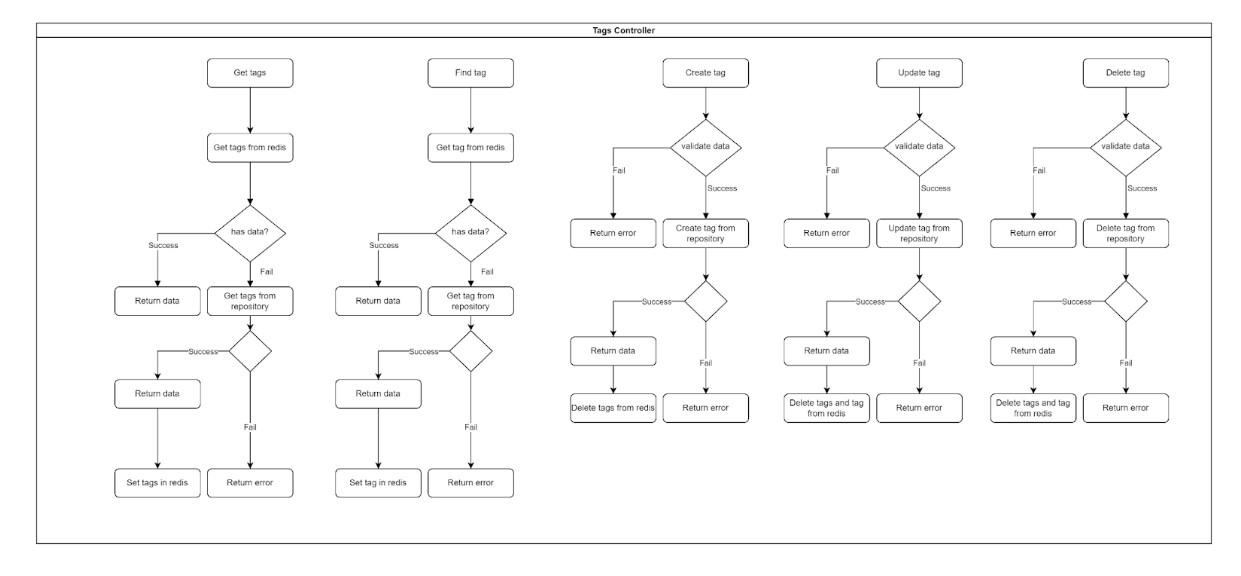 Tags Controller
Get tags
Find tag
Create tag
Update tag
Delete tag
Get tags from redis
Get tag from redis
validate data
validate data
validate data
Fail
Fail
Fail
Success
Success
Success
has data?
has data?
Success
Success
Return error
Create tag from
repository
Return error
Update tag from
repository
Return error
Delete tag from
repository
Fail
Fail
Return data
Get tags from
repository
Return data
Get tag from
repository
Success
Success
Success
Success
Success
Return data
Return data
Return data
Fail
Fail
Fail
Return data
Return data
Delete tags from redis
Return error
Delete tags and tag
from redis
Return error
Delete tags and tag
from redis
Return error
Fail
Fail
Set tags in redis
Return error
Set tag in redis
Return error